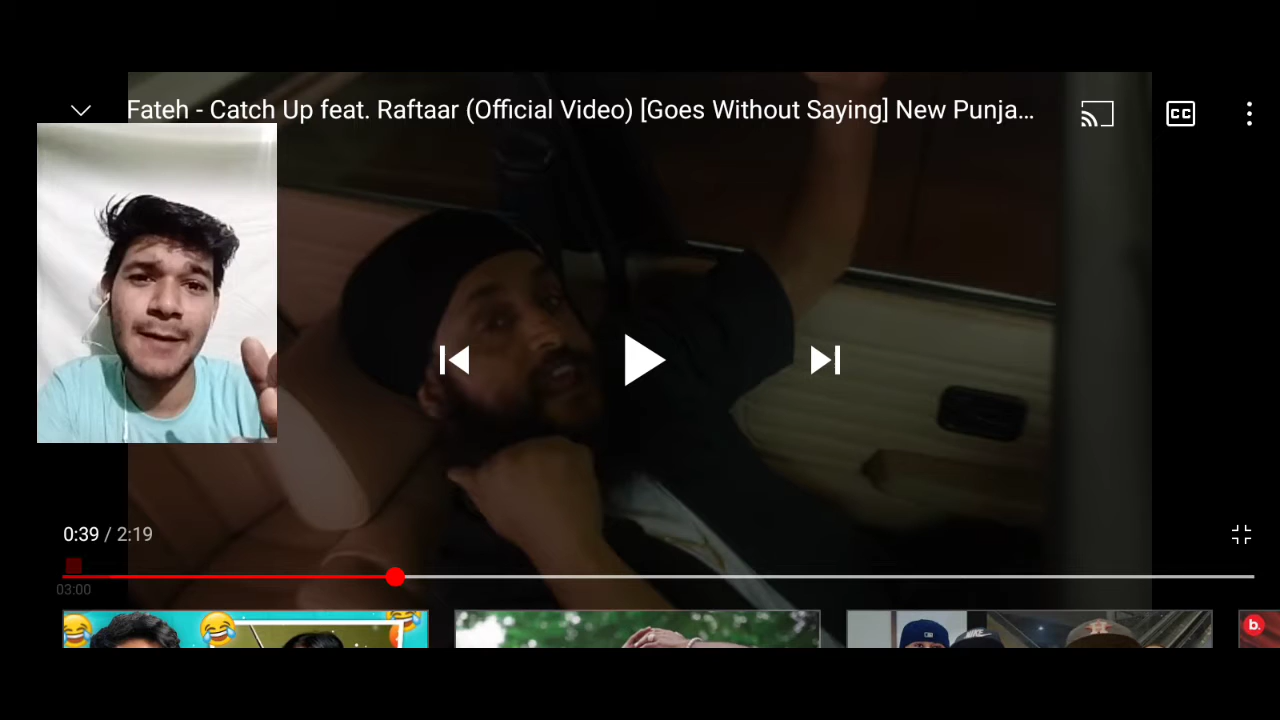 Fateh - Catch Up feat. Raftaar (Official Video) [Goes Without Saying] New Punja...
CC
0:39 / 2:19
03:00
b.